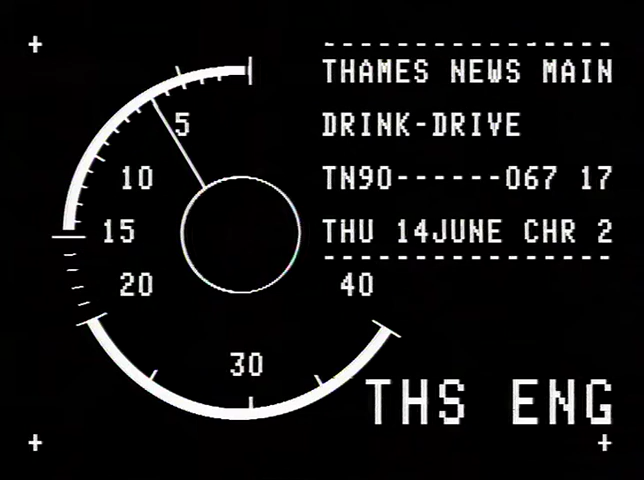 THAMES NEWS MAIN
DRINK-DRIVE
TN90------067 17
THU 14JUNE CHR 2
5
10
15
20
30
40
THS ENG